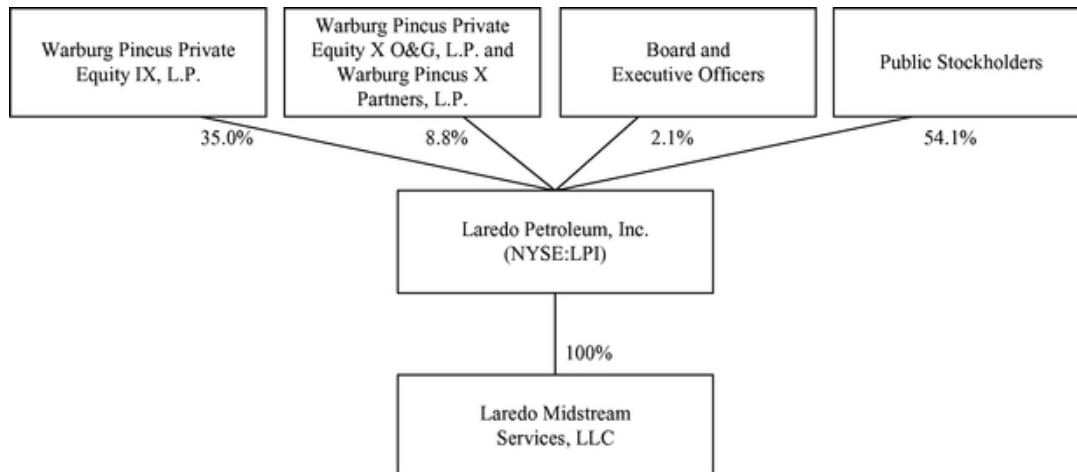 Warburg Pincus Private
Equity IX, L.P.
Warburg Pincus Private
Equity X O&G, L.P. and
Warburg Pincus X
Partners, L.P.
Board and
Executive Officers
Public Stockholders
35.0%
8.8%
2.1%
54.1%
Laredo Petroleum, Inc.
(NYSE:LPI)
100%
Laredo Midstream
Services, LLC